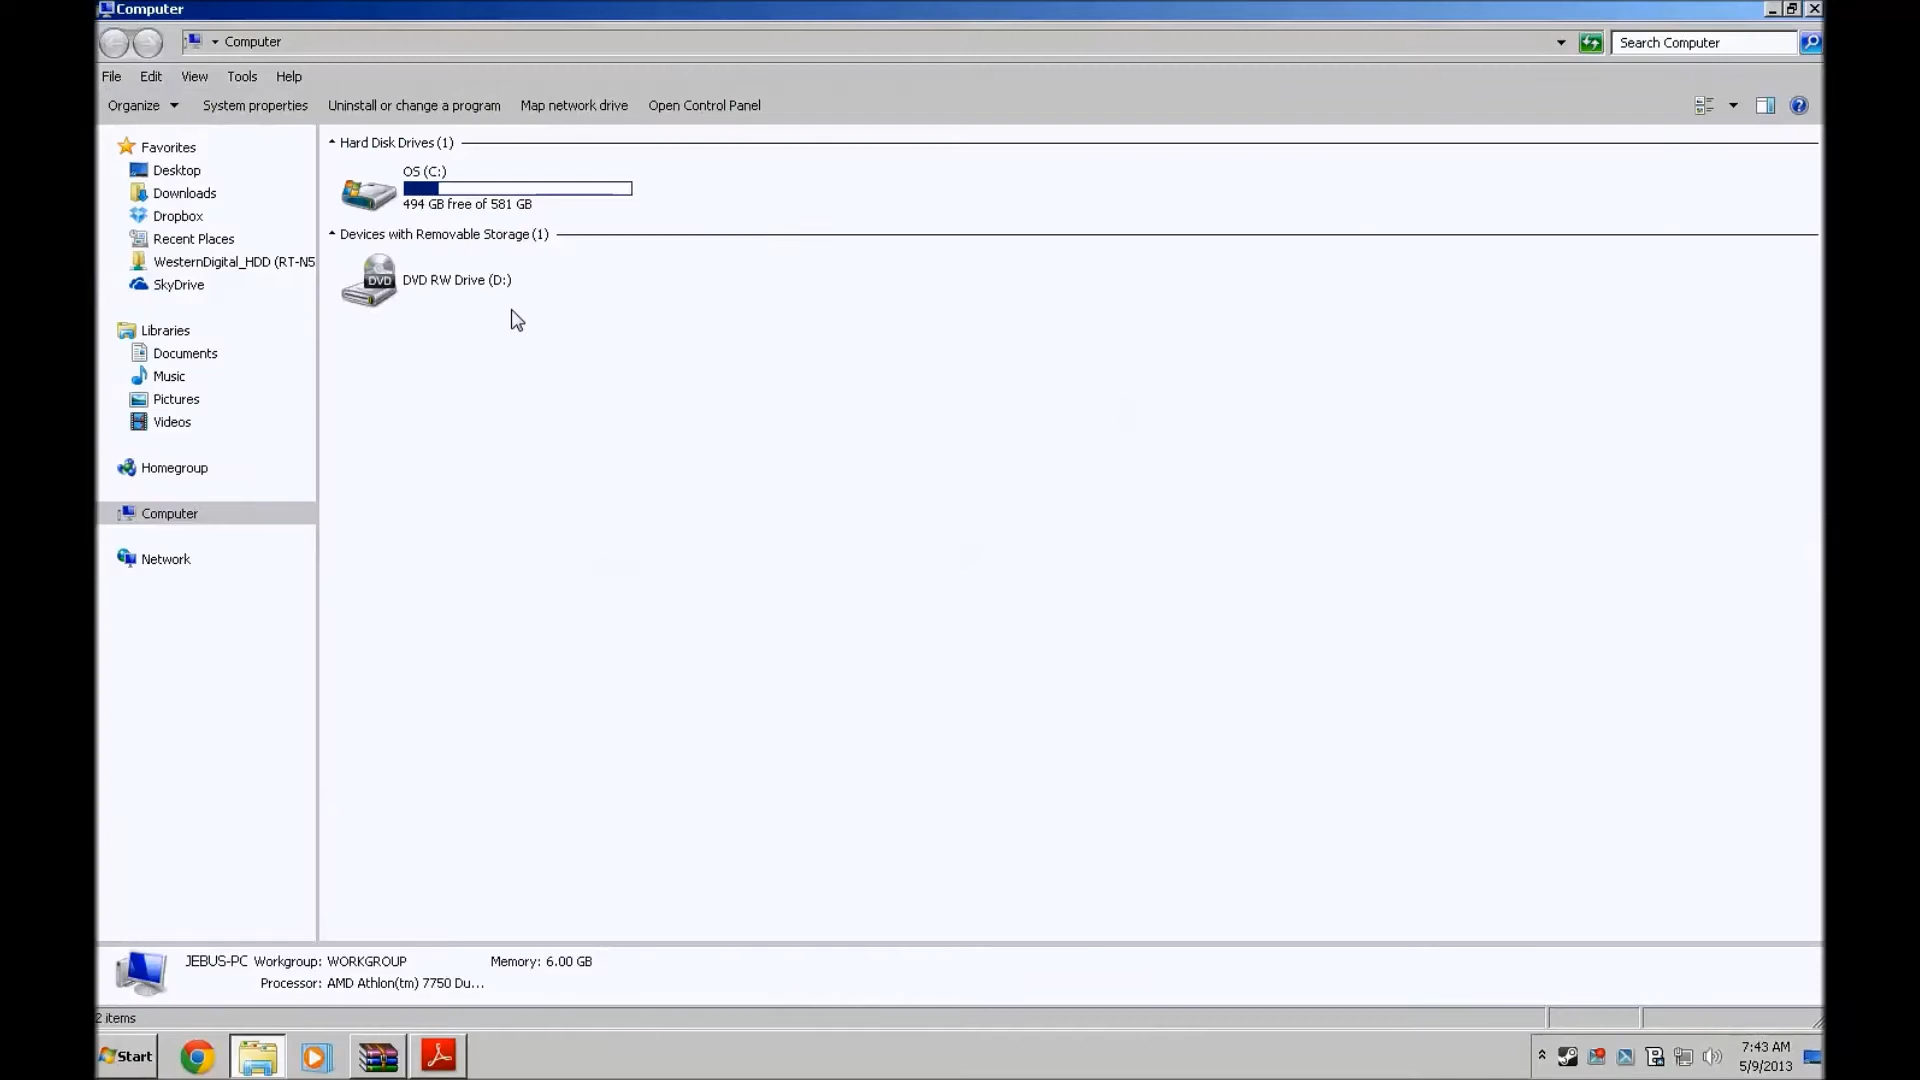 Computer
Computer
Search Computer
File Edit View Tools Help
Organize System properties Uninstall or change a program Map network drive Open Control Panel
Favorites
Desktop
Downloads
Dropbox
Recent Places
WesternDigital_HDD (RT-N5
SkyDrive
Libraries
Documents
Music
Pictures
Videos
Homegroup
Computer
Network
Hard Disk Drives (1)
OS (C:)
494 GB free of 581 GB
Devices with Removable Storage (1)
DVD
DVD RW Drive (D:)
JEBUS-PC Workgroup: WORKGROUP Memory: 6.00 GB
Processor: AMD Athlon(tm) 7750 Du...
2 items
Start
7:43 AM
5/9/2013